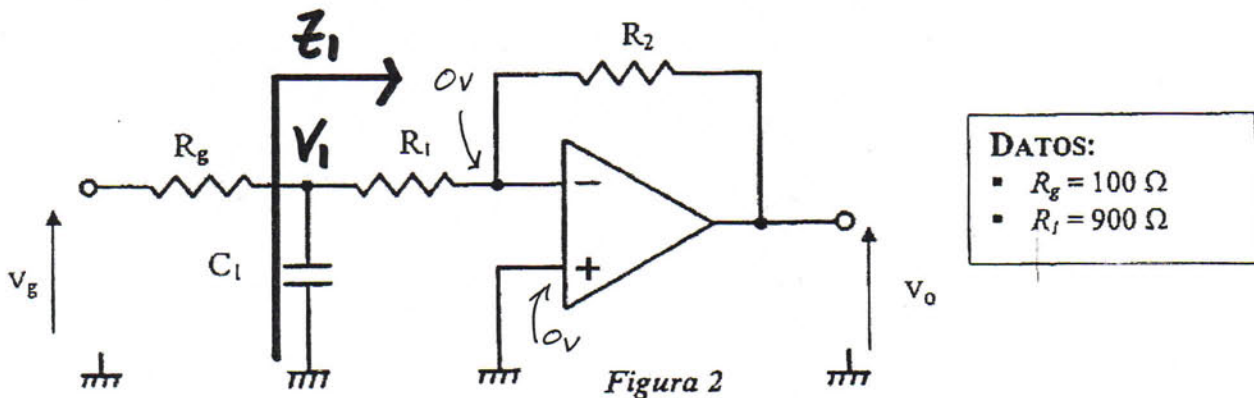 Z1
R2
0V
Rg
V1
R1
DATOS:
▪ Rg = 100 Ω
▪ R1 = 900 Ω
−
C1
+
vg
vo
0V
Figura 2